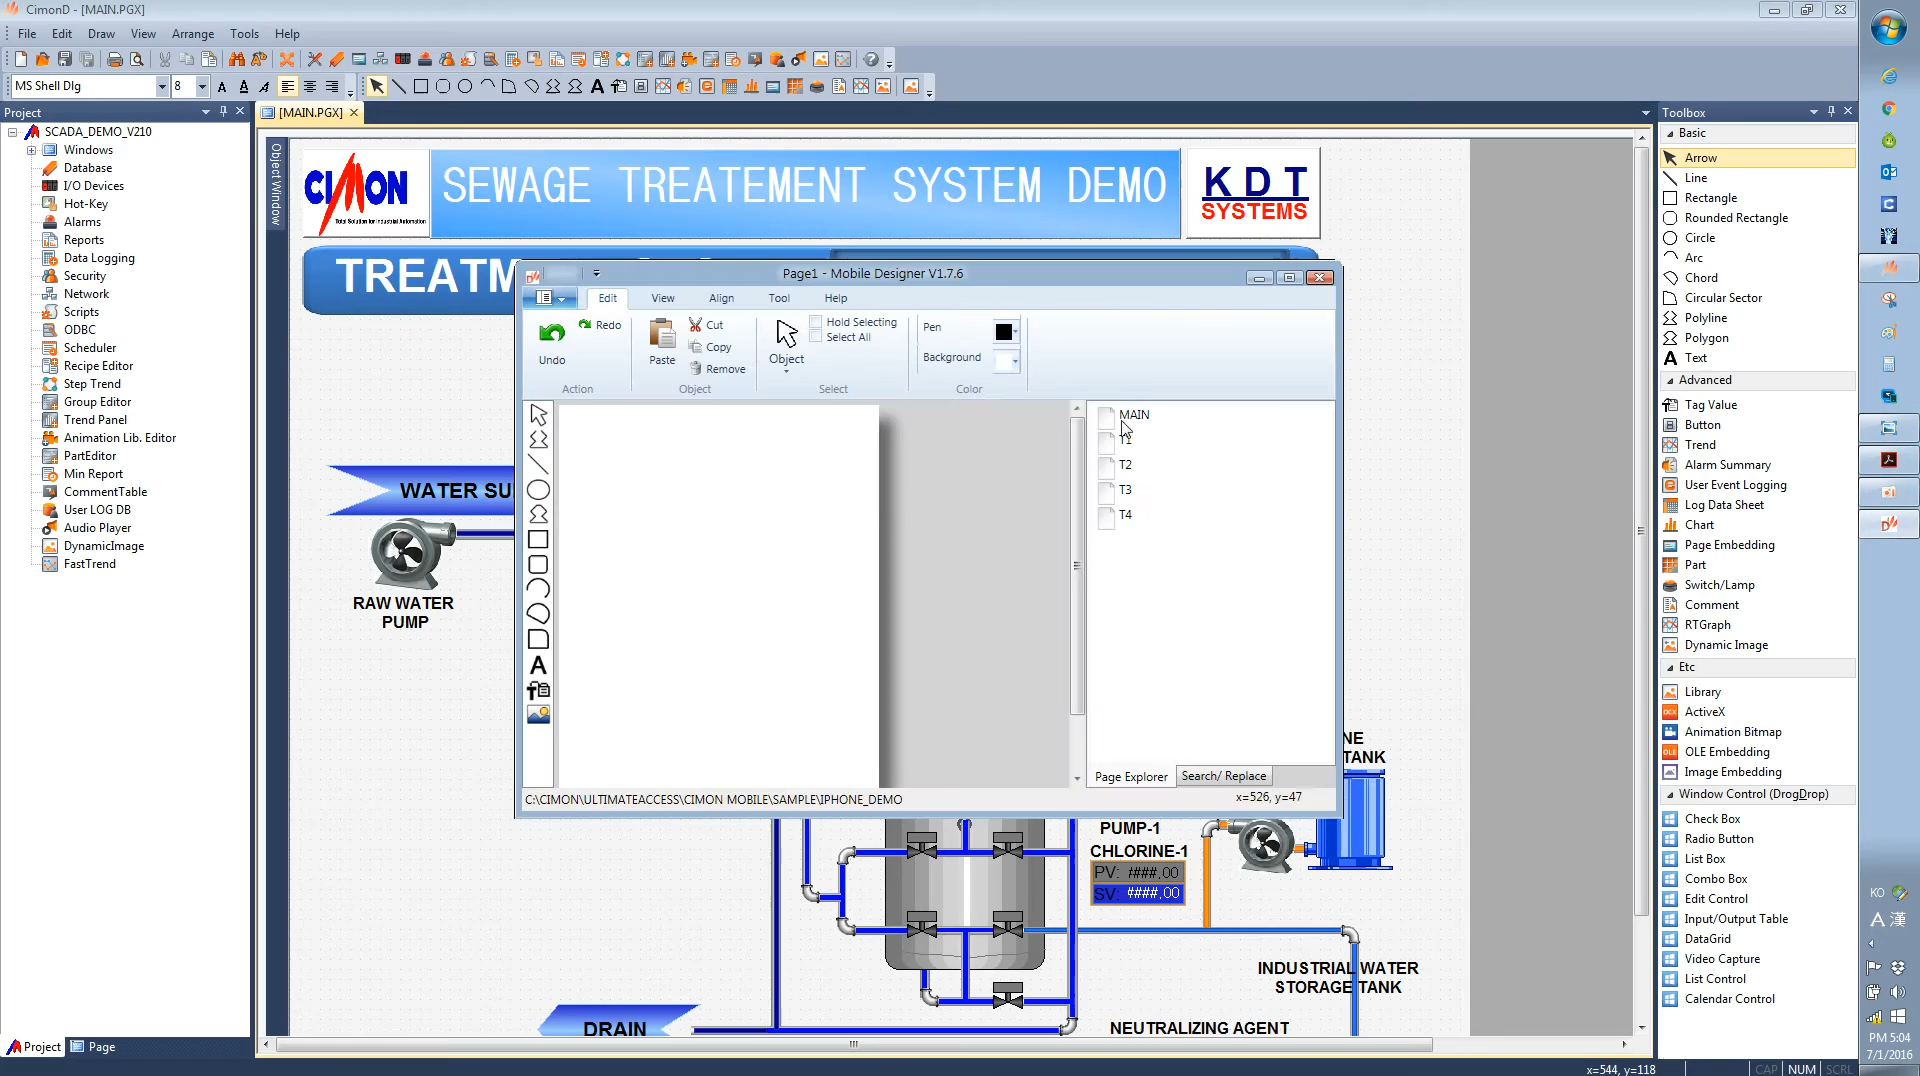 CimonD - [MAIN.PGX]
File Edit Draw View Arrange Tools Help
MS Shell Dlg 8
Project
[MAIN.PGX]
Toolbox
SCADA_DEMO_V210
Windows
Database
I/O Devices
Hot-Key
Alarms
Reports
Data Logging
Security
Network
Scripts
ODBC
Scheduler
Recipe Editor
Step Trend
Group Editor
Trend Panel
Animation Lib. Editor
PartEditor
Min Report
CommentTable
User LOG DB
Audio Player
DynamicImage
FastTrend
Project Page
Object Window
CIMON
Total Solution for Industrial Automation
SEWAGE TREATEMENT SYSTEM DEMO
KDT
SYSTEMS
TREATM
WATER SU
RAW WATER
PUMP
DRAIN
Page1 - Mobile Designer V1.7.6
Edit View Align Tool Help
Undo
Redo
Action
Paste
Cut
Copy
Remove
Object
Object
Hold Selecting
Select All
Select
Pen
Background
Color
MAIN
T1
T2
T3
T4
Page Explorer Search/ Replace
C:\CIMON\ULTIMATEACCESS\CIMON MOBILE\SAMPLE\IPHONE_DEMO
x=526, y=47
NE
TANK
PUMP-1
CHLORINE-1
PV: ####.00
SV: ####.00
INDUSTRIAL WATER
STORAGE TANK
NEUTRALIZING AGENT
Basic
Arrow
Line
Rectangle
Rounded Rectangle
Circle
Arc
Chord
Circular Sector
Polyline
Polygon
Text
Advanced
Tag Value
Button
Trend
Alarm Summary
User Event Logging
Log Data Sheet
Chart
Page Embedding
Part
Switch/Lamp
Comment
RTGraph
Dynamic Image
Etc
Library
ActiveX
Animation Bitmap
OLE Embedding
Image Embedding
Window Control (DrogDrop)
Check Box
Radio Button
List Box
Combo Box
Edit Control
Input/Output Table
DataGrid
Video Capture
List Control
Calendar Control
x=544, y=118
CAP NUM SCRL
KO
A 漢
PM 5:04
7/1/2016